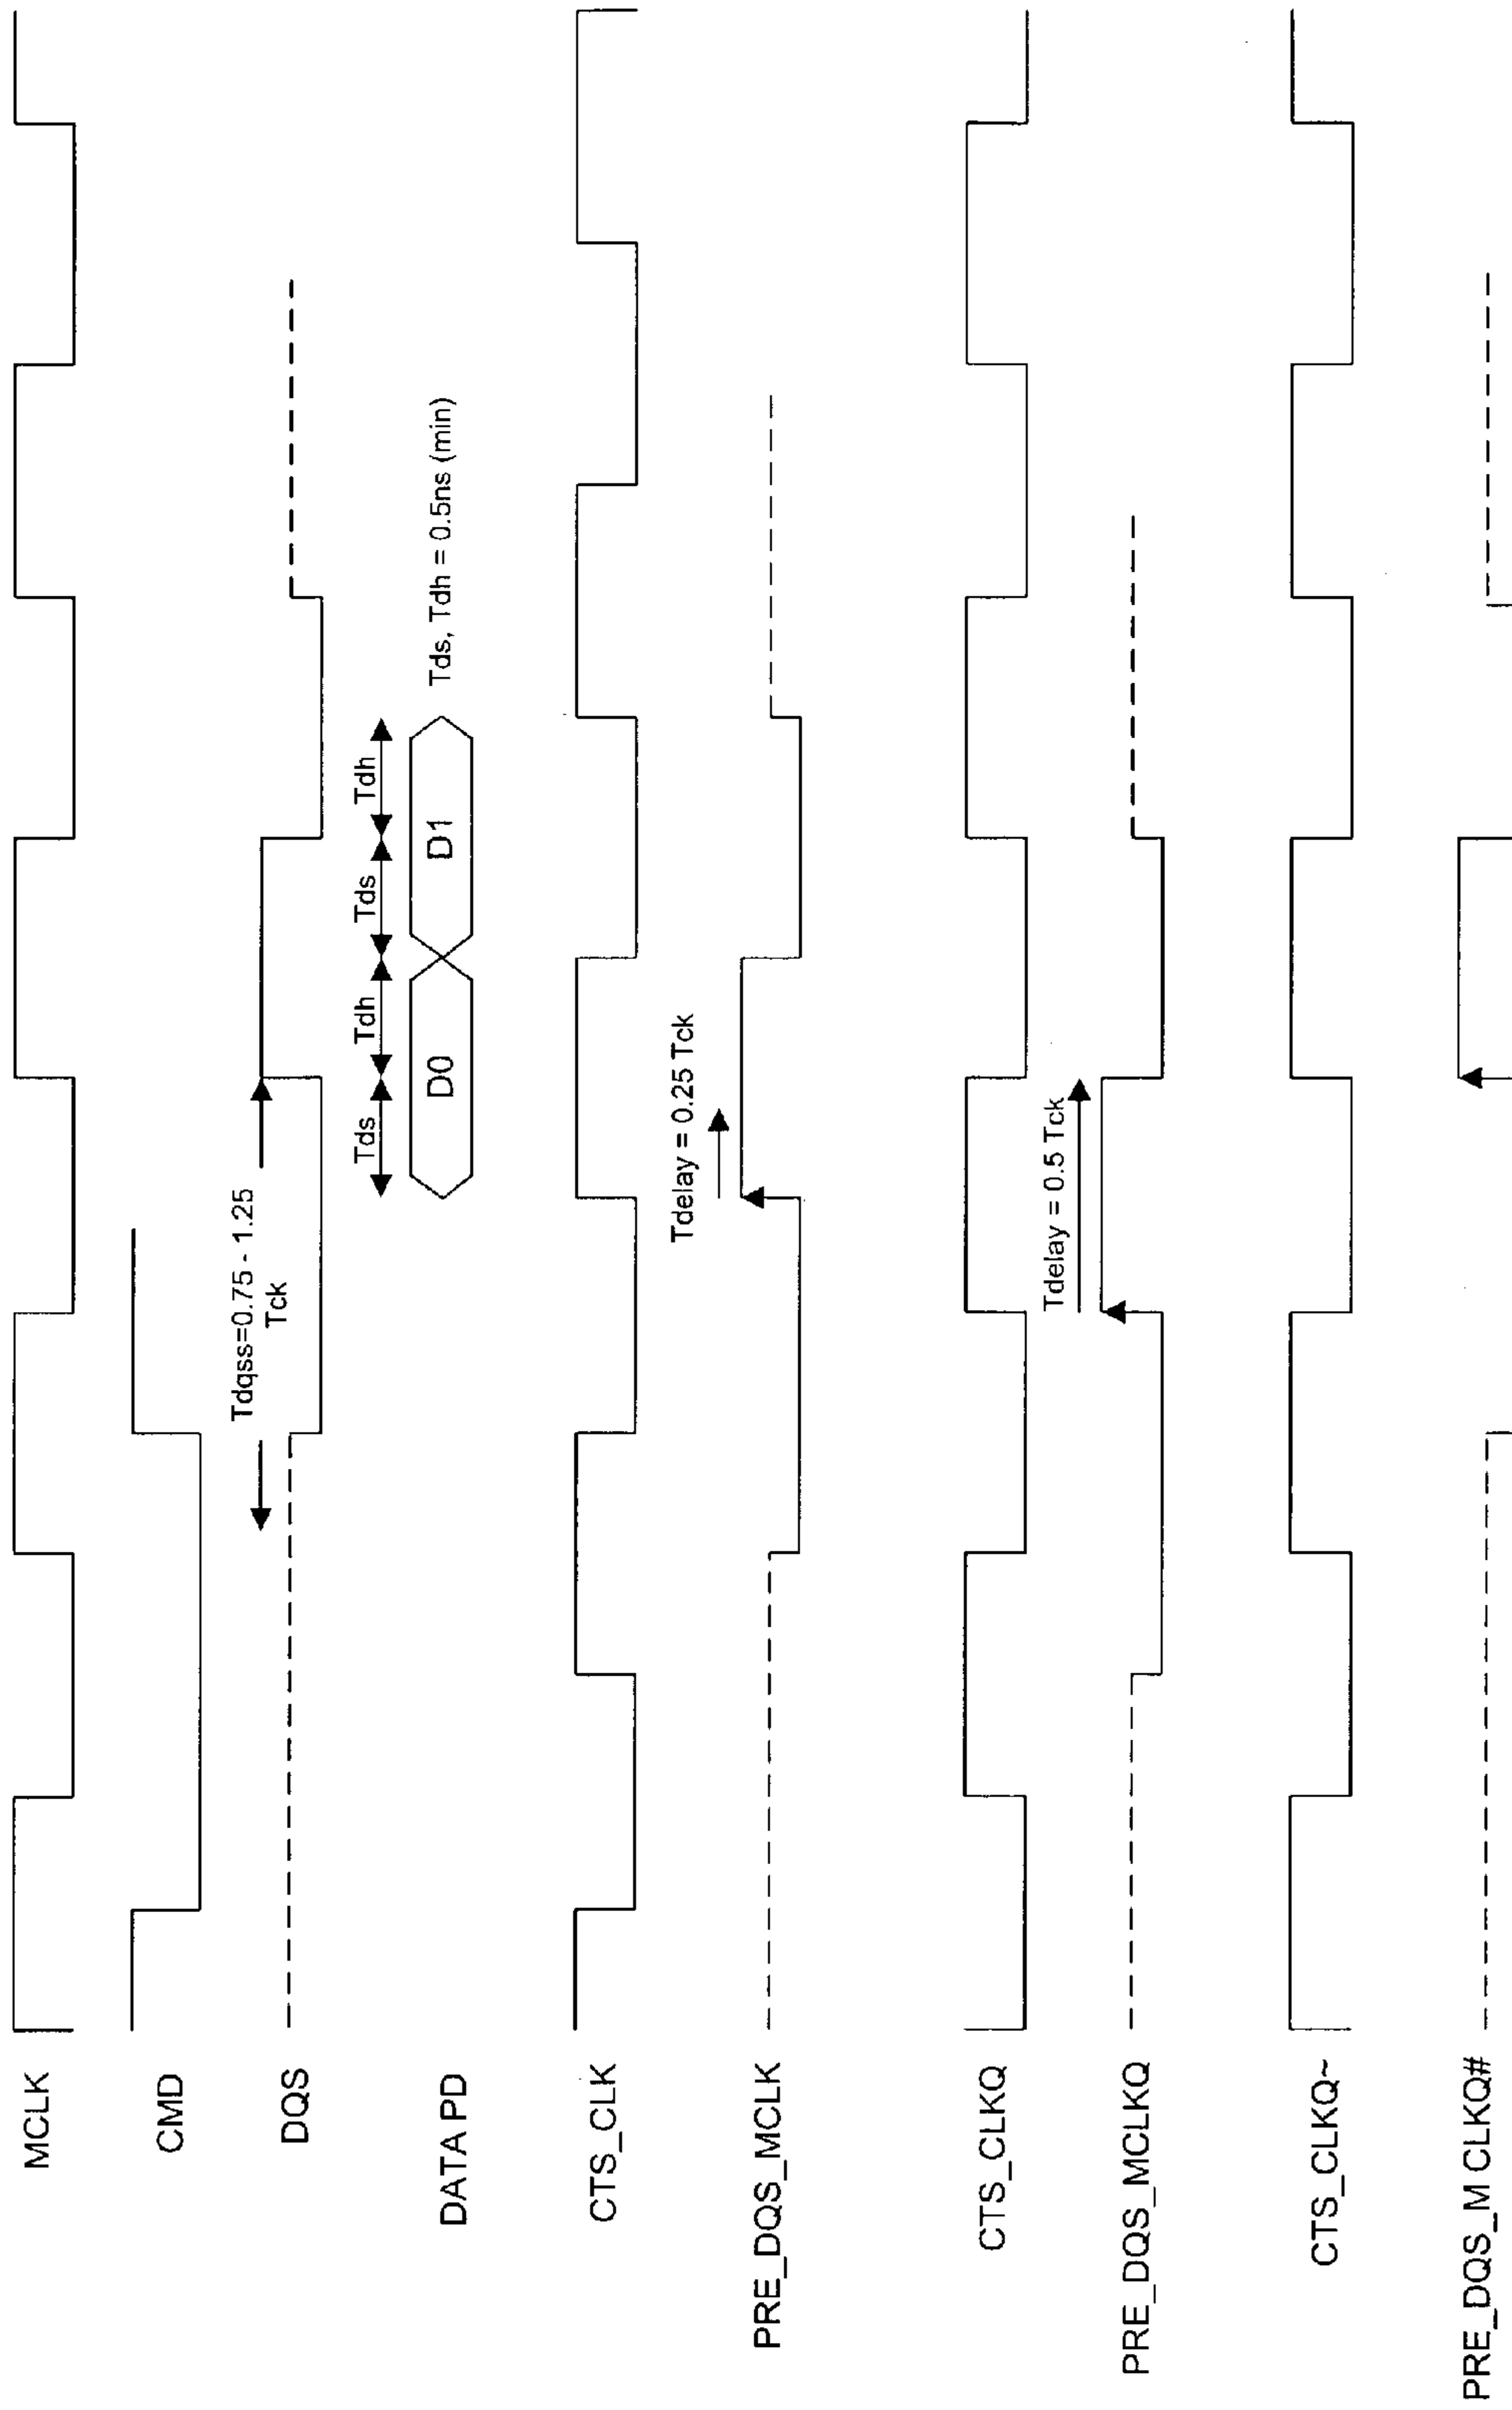 MCLK
CMD
Tdqss=0.75 - 1.25
Tck
DQS
Tds
Tdh
Tds
Tdh
DATA PD
D0
D1
Tds, Tdh = 0.5ns (min)
CTS_CLK
Tdelay = 0.25 Tck
PRE_DQS_MCLK
CTS_CLKQ
Tdelay = 0.5 Tck
PRE_DQS_MCLKQ
CTS_CLKQ~
PRE_DQS_M CLKQ#